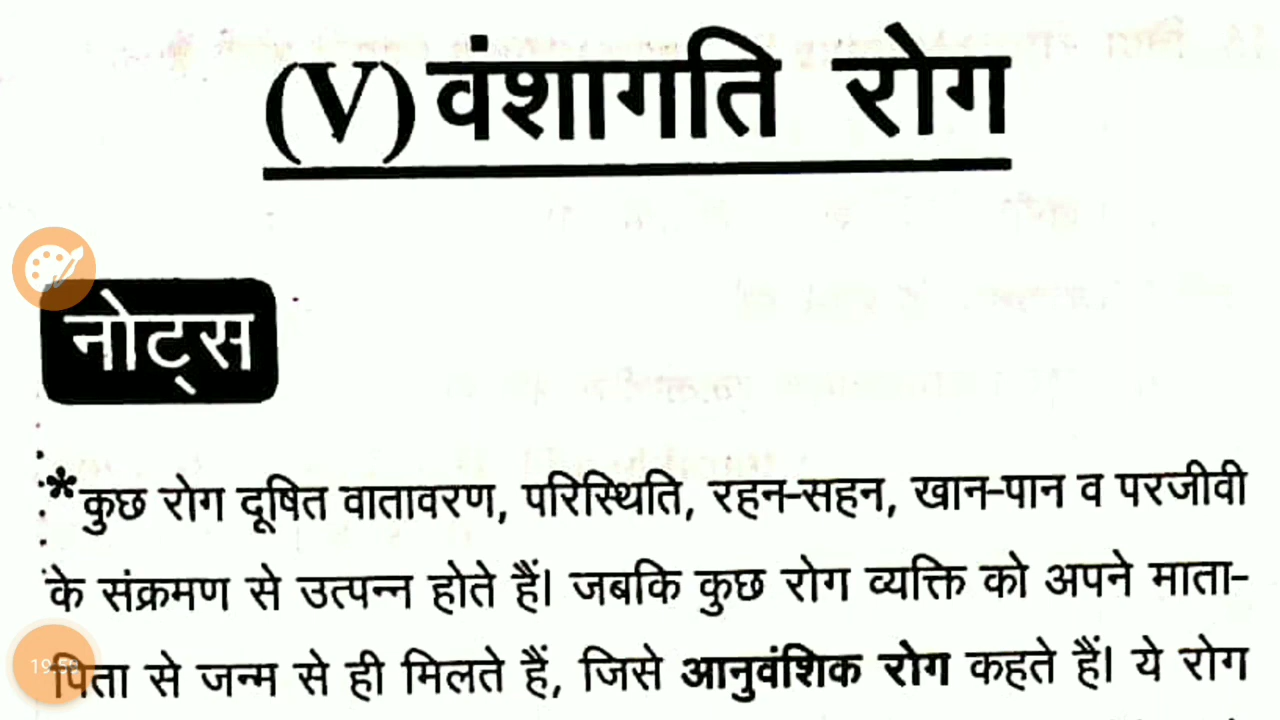 (V) वंशागति रोग
नोट्स
*कुछ रोग दूषित वातावरण, परिस्थिति, रहन-सहन, खान-पान व परजीवी
के संक्रमण से उत्पन्न होते हैं। जबकि कुछ रोग व्यक्ति को अपने माता-
पिता से जन्म से ही मिलते हैं, जिसे आनुवंशिक रोग कहते हैं। ये रोग